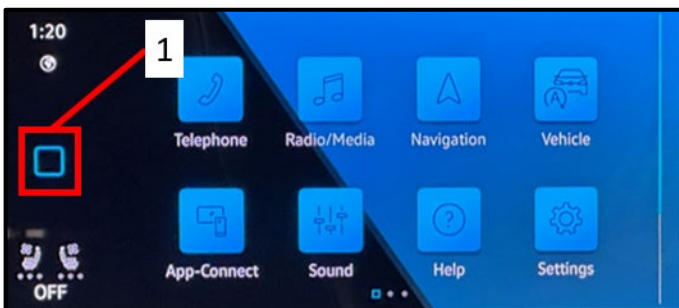 1:20
1
Telephone Radio/Media Navigation Vehicle
App-Connect Sound Help Settings
OFF